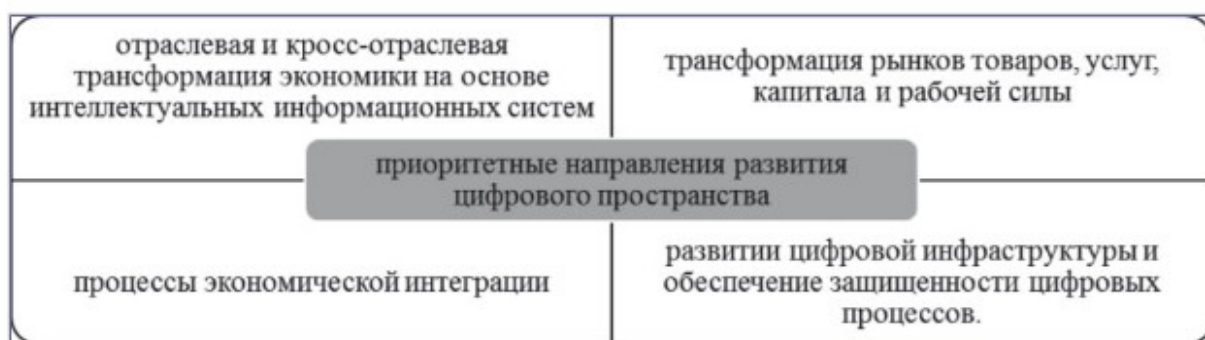 отраслевая и кросс-отраслевая
трансформация экономики на основе
интеллектуальных информационных систем
трансформация рынков товаров, услуг,
капитала и рабочей силы
приоритетные направления развития
цифрового пространства
процессы экономической интеграции
развитии цифровой инфраструктуры и
обеспечение защищенности цифровых
процессов.